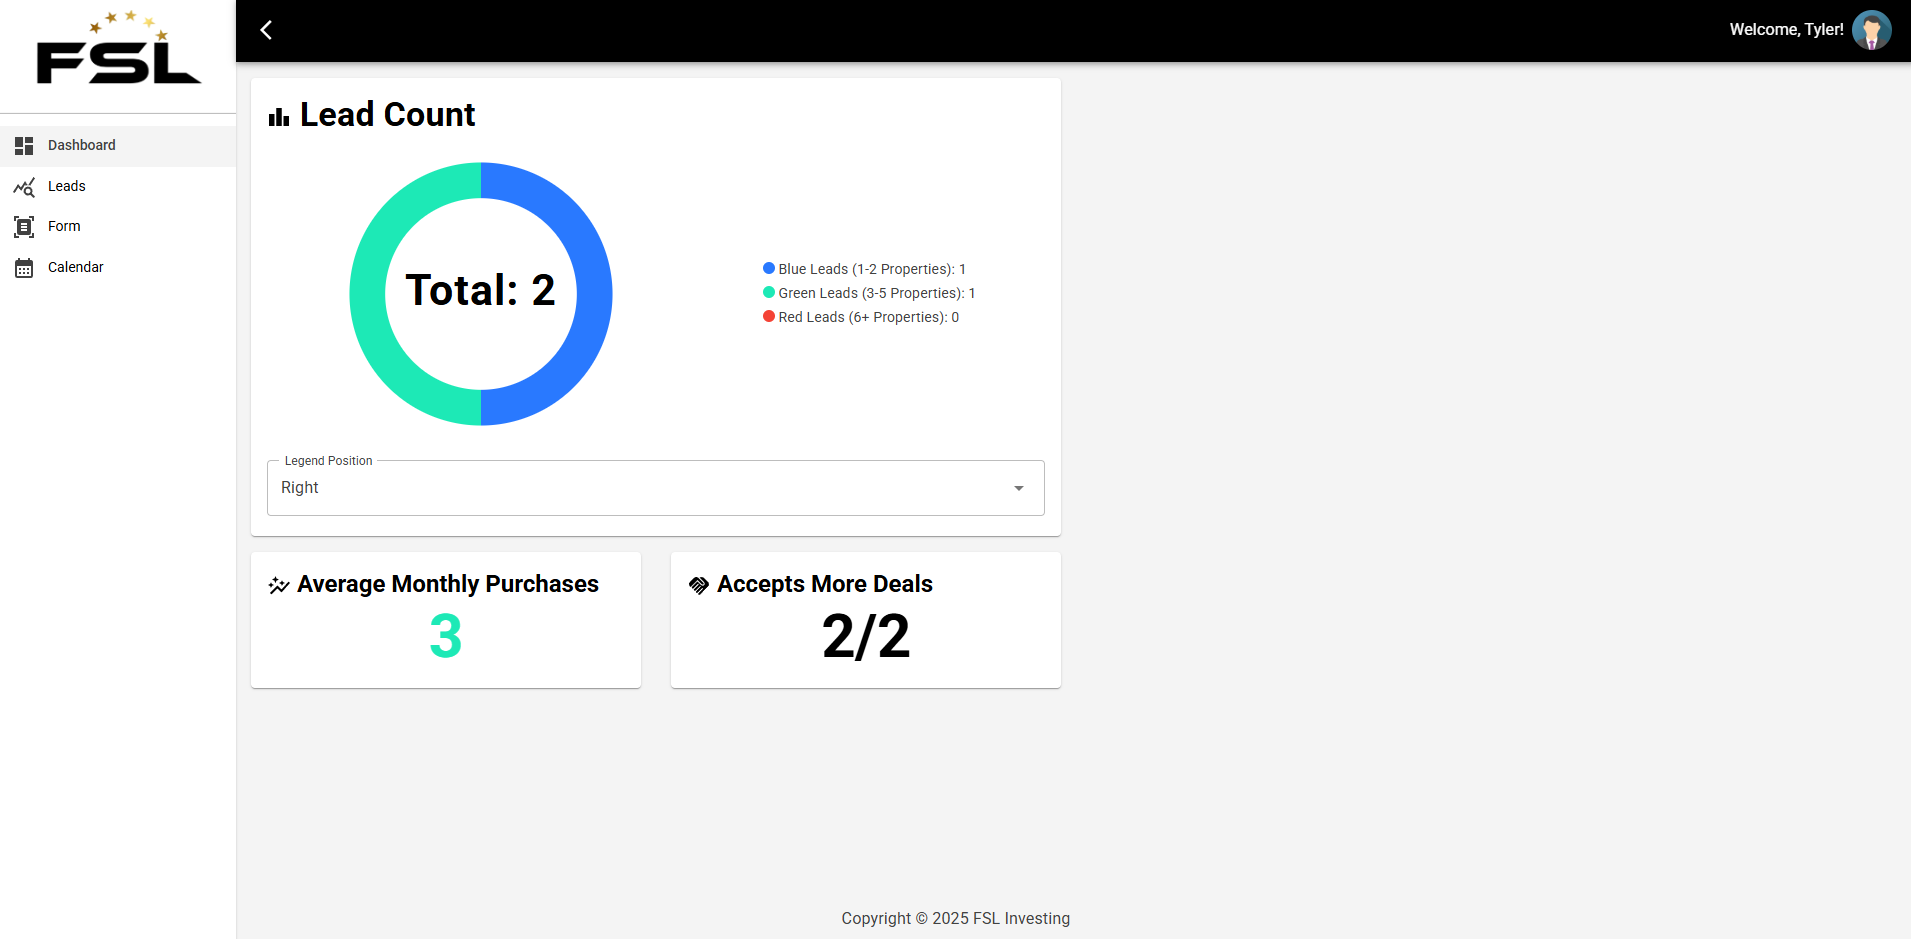 FSL
Welcome, Tyler!
Dashboard
Leads
Form
Calendar
Lead Count
Total: 2
Blue Leads (1-2 Properties): 1
Green Leads (3-5 Properties): 1
Red Leads (6+ Properties): 0
Legend Position
Right
Average Monthly Purchases
3
Accepts More Deals
2/2
Copyright © 2025 FSL Investing